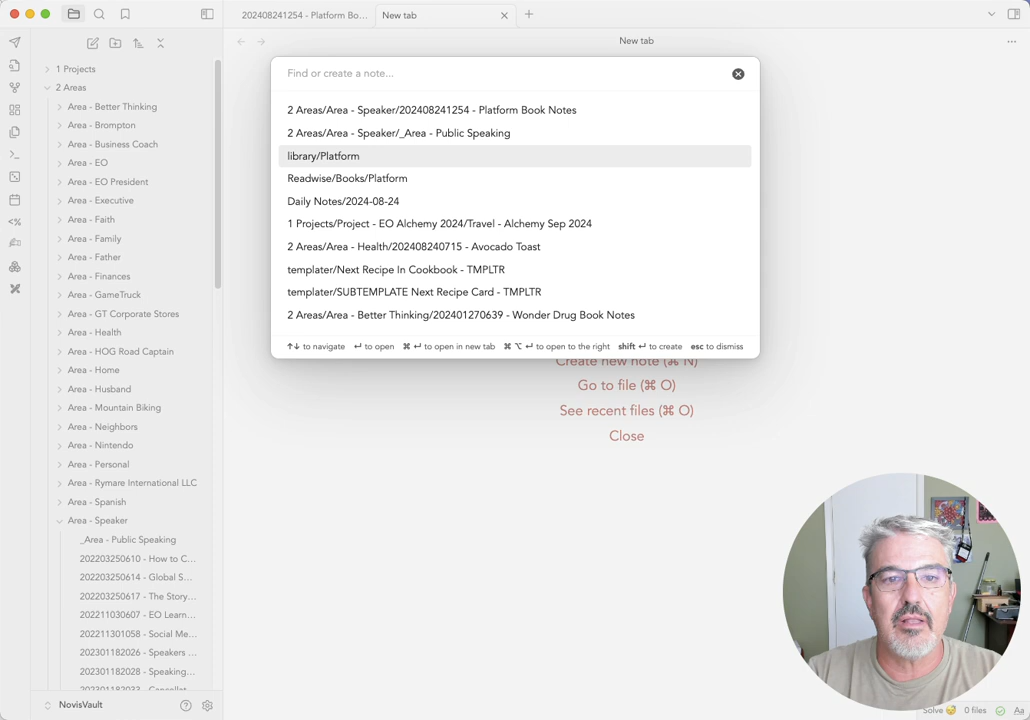 202408241254 - Platform Bo...
New tab
New tab
1 Projects
2 Areas
Area - Better Thinking
Area - Brompton
Area - Business Coach
Area - EO
Area - EO President
Area - Executive
Area - Faith
Area - Family
Area - Father
Area - Finances
Area - GameTruck
Area - GT Corporate Stores
Area - Health
Area - HOG Road Captain
Area - Home
Area - Husband
Area - Mountain Biking
Area - Neighbors
Area - Nintendo
Area - Personal
Area - Rymare International LLC
Area - Spanish
Area - Speaker
_Area - Public Speaking
202203250610 - How to C...
202203250614 - Global S...
202203250617 - The Story...
202211030607 - EO Learn...
202211301058 - Social Me...
202301182026 - Speakers ...
202301182028 - Speaking...
202301182033 - Cancellat...
NovisVault
Find or create a note...
2 Areas/Area - Speaker/202408241254 - Platform Book Notes
2 Areas/Area - Speaker/_Area - Public Speaking
library/Platform
Readwise/Books/Platform
Daily Notes/2024-08-24
1 Projects/Project - EO Alchemy 2024/Travel - Alchemy Sep 2024
2 Areas/Area - Health/202408240715 - Avocado Toast
templater/Next Recipe In Cookbook - TMPLTR
templater/SUBTEMPLATE Next Recipe Card - TMPLTR
2 Areas/Area - Better Thinking/202401270639 - Wonder Drug Book Notes
↑↓ to navigate ↵ to open ⌘ ↵ to open in new tab ⌘ ⌥ ↵ to open to the right shift ↵ to create esc to dismiss
Create new note (⌘ N)
Go to file (⌘ O)
See recent files (⌘ O)
Close
Solve 😴 0 files Aa